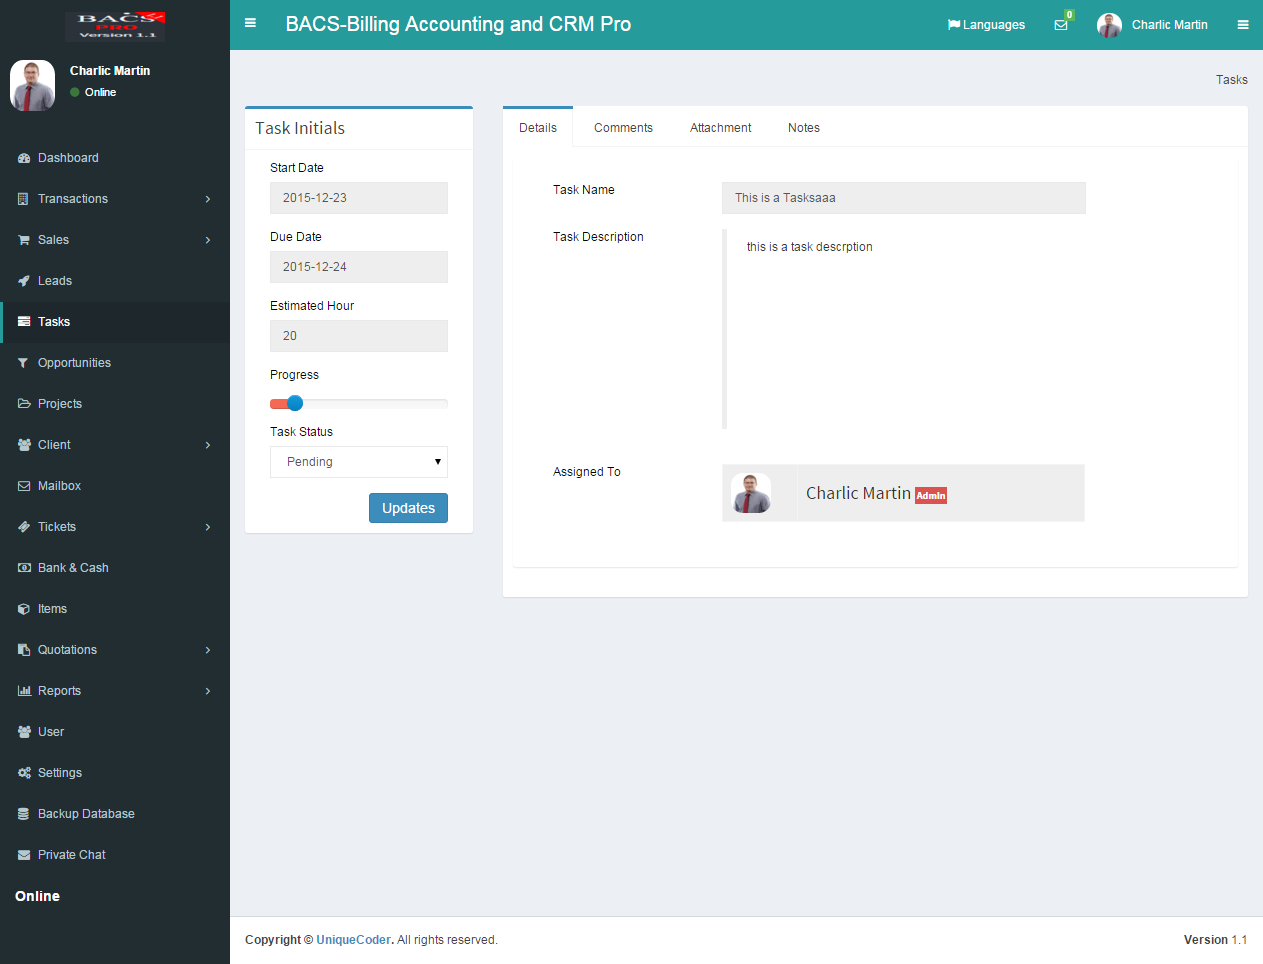 BACS
PRO
Version 1.1
BACS-Billing Accounting and CRM Pro
Languages
0
Charlic Martin
Charlic Martin
Online
Dashboard
Transactions
Sales
Leads
Tasks
Opportunities
Projects
Client
Mailbox
Tickets
Bank & Cash
Items
Quotations
Reports
User
Settings
Backup Database
Private Chat
Online
Tasks
Task Initials
Start Date
2015-12-23
Due Date
2015-12-24
Estimated Hour
20
Progress
Task Status
Pending
Updates
Details Comments Attachment Notes
Task Name
This is a Tasksaaa
Task Description
this is a task descrption
Assigned To
Charlic Martin Admin
Copyright © UniqueCoder. All rights reserved.
Version 1.1